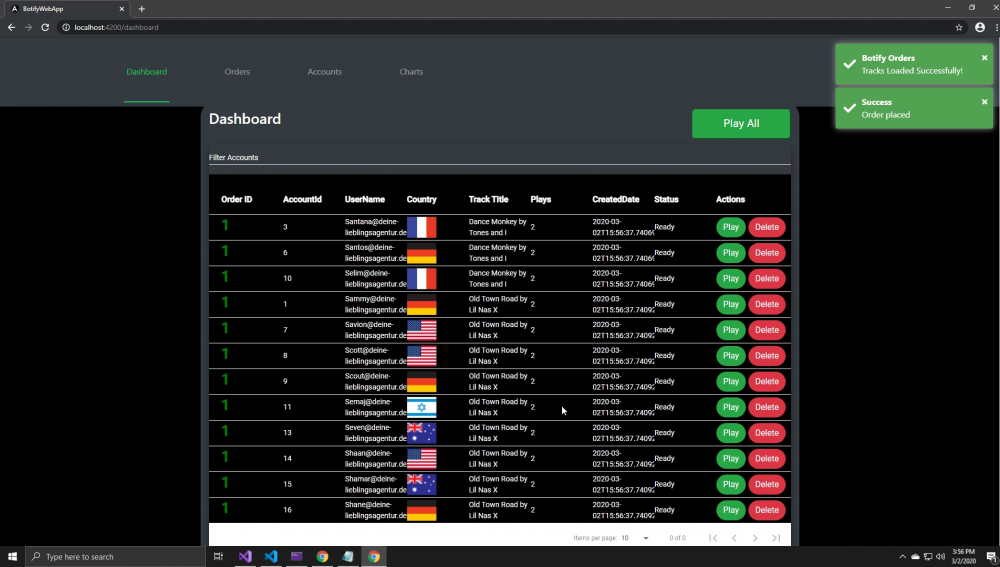 BotifyWebApp
localhost:4200/dashboard
Dashboard Orders Accounts Charts
Botify Orders
Tracks Loaded Successfully!
Success
Order placed
Dashboard
Play All
Filter Accounts
Order ID AccountId UserName Country Track Title Plays CreatedDate Status Actions
1 3 Santana@deine- Dance Monkey by 2 2020-03- Ready Play Delete
lieblingsagentur.de Tones and I 02T15:56:37.7406
1 6 Santos@deine- Dance Monkey by 2 2020-03- Ready Play Delete
lieblingsagentur.de Tones and I 02T15:56:37.7406
1 10 Selim@deine- Dance Monkey by 2 2020-03- Ready Play Delete
lieblingsagentur.de Tones and I 02T15:56:37.7406
1 1 Sammy@deine- Old Town Road by 2 2020-03- Ready Play Delete
lieblingsagentur.de Lil Nas X 02T15:56:37.7409
1 7 Savion@deine- Old Town Road by 2 2020-03- Ready Play Delete
lieblingsagentur.de Lil Nas X 02T15:56:37.7409
1 8 Scott@deine- Old Town Road by 2 2020-03- Ready Play Delete
lieblingsagentur.de Lil Nas X 02T15:56:37.7409
1 9 Scout@deine- Old Town Road by 2 2020-03- Ready Play Delete
lieblingsagentur.de Lil Nas X 02T15:56:37.7409
1 11 Semaj@deine- Old Town Road by 2 2020-03- Ready Play Delete
lieblingsagentur.de Lil Nas X 02T15:56:37.7409
1 13 Seven@deine- Old Town Road by 2 2020-03- Ready Play Delete
lieblingsagentur.de Lil Nas X 02T15:56:37.7409
1 14 Shaan@deine- Old Town Road by 2 2020-03- Ready Play Delete
lieblingsagentur.de Lil Nas X 02T15:56:37.7409
1 15 Shamar@deine- Old Town Road by 2 2020-03- Ready Play Delete
lieblingsagentur.de Lil Nas X 02T15:56:37.7409
1 16 Shane@deine- Old Town Road by 2 2020-03- Ready Play Delete
lieblingsagentur.de Lil Nas X 02T15:56:37.7409
Items per page: 10 0 of 0
Type here to search
3:56 PM
3/2/2020